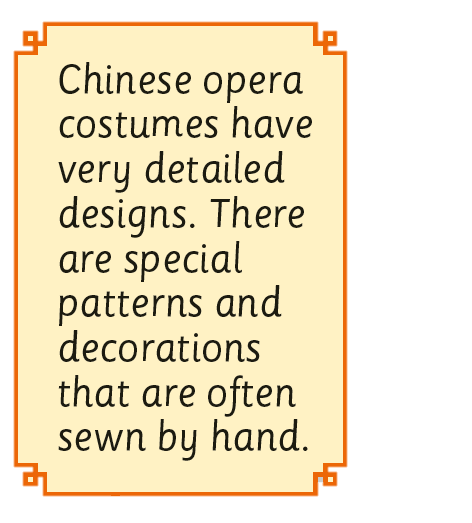 Chinese opera
costumes have
very detailed
designs. There
are special
patterns and
decorations
that are often
sewn by hand.